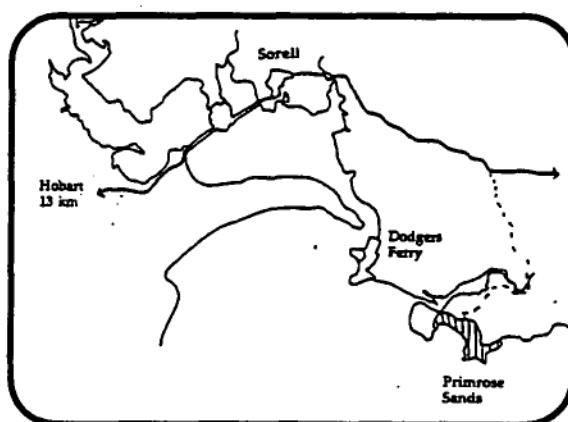 Sorell
Hobart
13 km
Dodgers
Ferry
Primrose
Sands